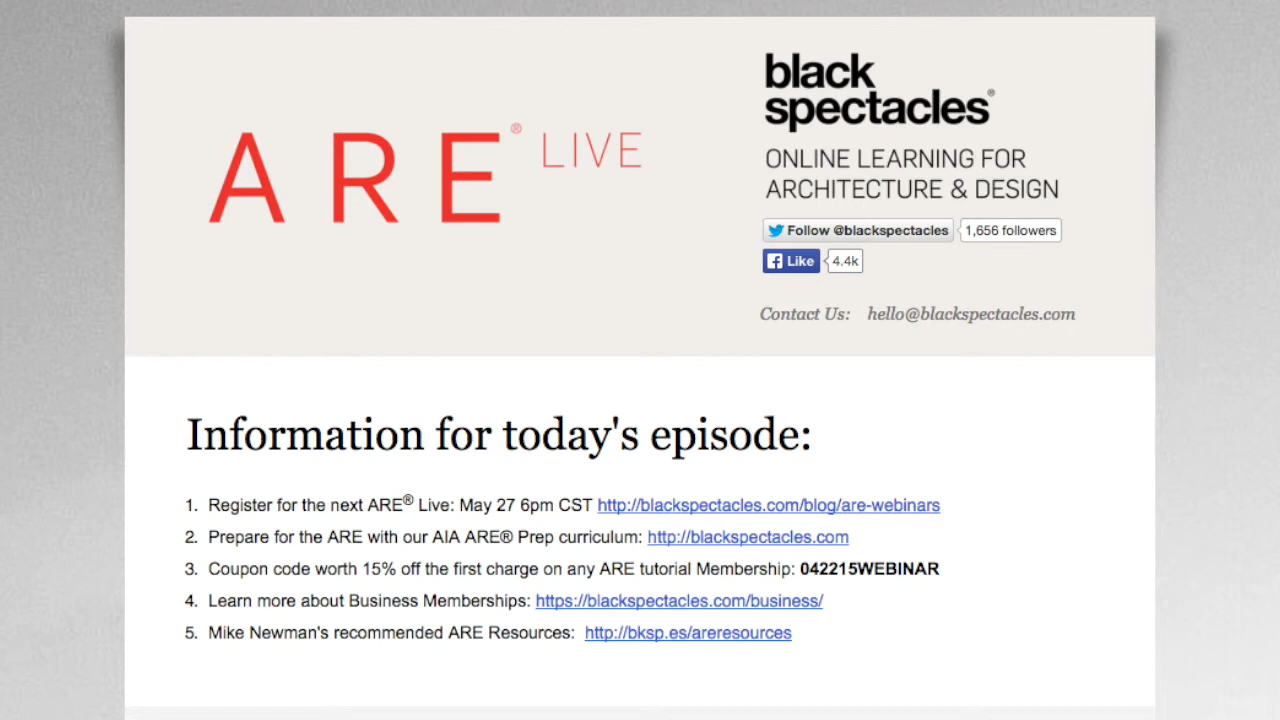 ARE® LIVE
black
spectacles®
ONLINE LEARNING FOR
ARCHITECTURE & DESIGN
Follow @blackspectacles 1,656 followers
Like 4.4k
Contact Us: hello@blackspectacles.com
Information for today's episode:
1. Register for the next ARE® Live: May 27 6pm CST http://blackspectacles.com/blog/are-webinars
2. Prepare for the ARE with our AIA ARE® Prep curriculum: http://blackspectacles.com
3. Coupon code worth 15% off the first charge on any ARE tutorial Membership: 042215WEBINAR
4. Learn more about Business Memberships: https://blackspectacles.com/business/
5. Mike Newman's recommended ARE Resources: http://bksp.es/areresources